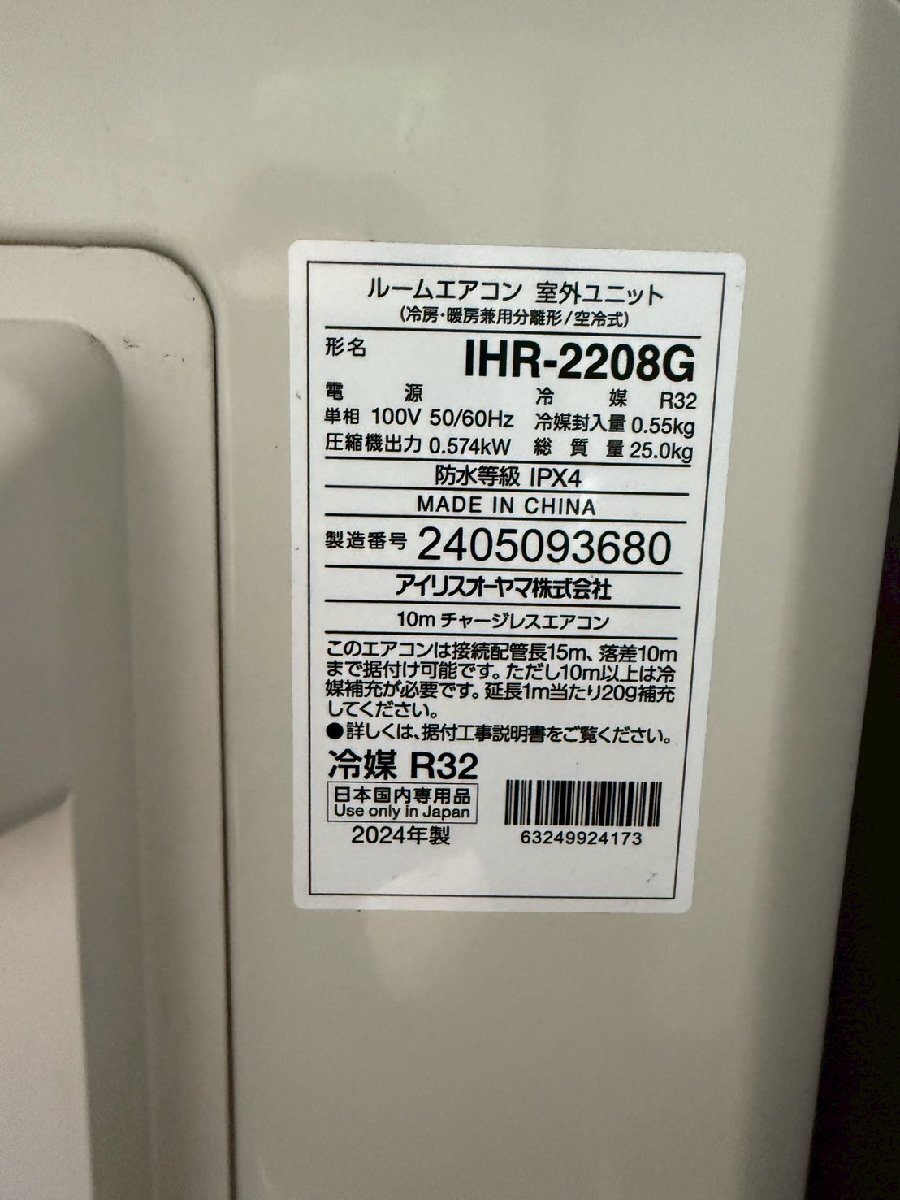 ルームエアコン 室外ユニット
(冷房・暖房兼用分離形/空冷式)
形名 IHR-2208G
電源 冷媒 R32
単相 100V 50/60Hz 冷媒封入量 0.55kg
圧縮機出力 0.574kW 総質量 25.0kg
防水等級 IPX4
MADE IN CHINA
製造番号 2405093680
アイリスオーヤマ株式会社
10m チャージレスエアコン
このエアコンは接続配管長15m、落差10m
まで据付け可能です。ただし10m以上は冷
媒補充が必要です。延長1m当たり20g補充
してください。
●詳しくは、据付工事説明書をご覧ください。
冷媒 R32
日本国内専用品
Use only in Japan
2024年製
63249924173